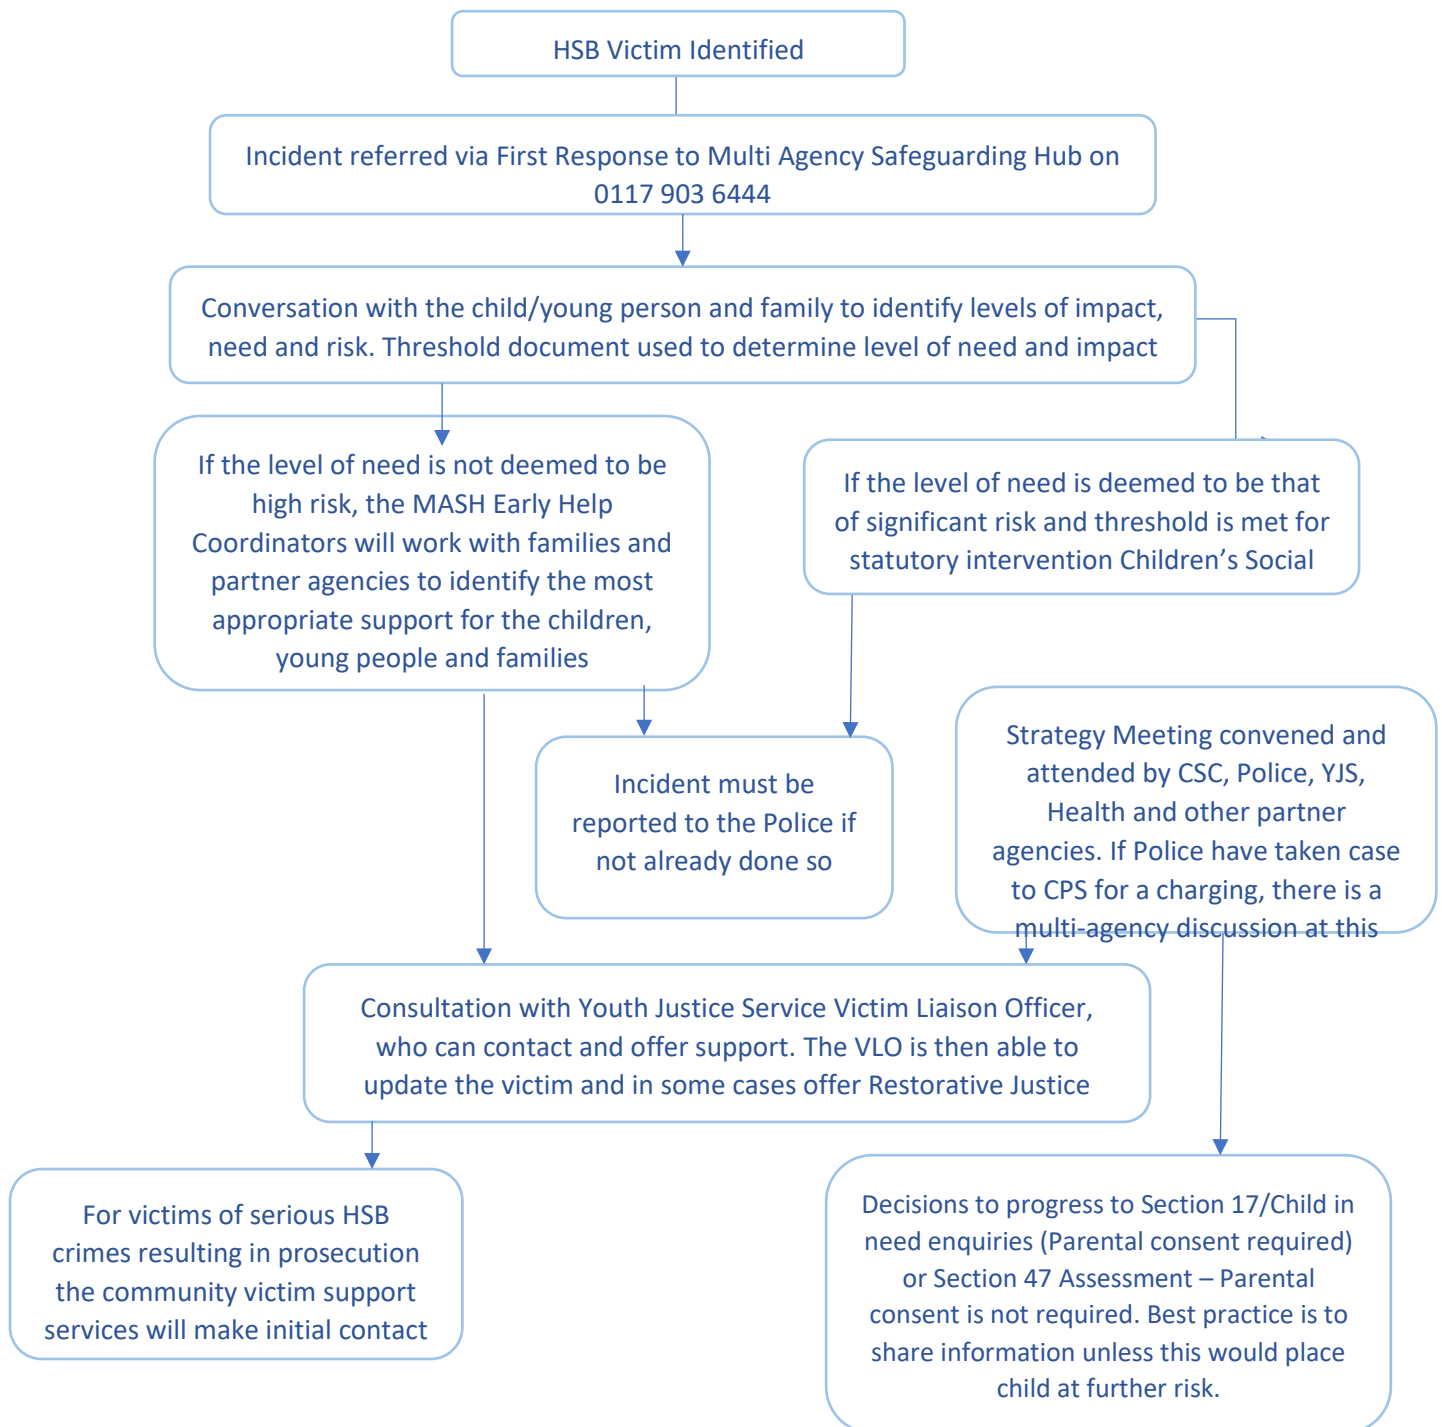 HSB Victim Identified
Incident referred via First Response to Multi Agency Safeguarding Hub on
0117 903 6444
Conversation with the child/young person and family to identify levels of impact,
need and risk. Threshold document used to determine level of need and impact
If the level of need is not deemed to be
high risk, the MASH Early Help
Coordinators will work with families and
partner agencies to identify the most
appropriate support for the children,
young people and families
If the level of need is deemed to be that
of significant risk and threshold is met for
statutory intervention Children’s Social
Incident must be
reported to the Police if
not already done so
Strategy Meeting convened and
attended by CSC, Police, YJS,
Health and other partner
agencies. If Police have taken case
to CPS for a charging, there is a
multi-agency discussion at this
Consultation with Youth Justice Service Victim Liaison Officer,
who can contact and offer support. The VLO is then able to
update the victim and in some cases offer Restorative Justice
For victims of serious HSB
crimes resulting in prosecution
the community victim support
services will make initial contact
Decisions to progress to Section 17/Child in
need enquiries (Parental consent required)
or Section 47 Assessment – Parental
consent is not required. Best practice is to
share information unless this would place
child at further risk.